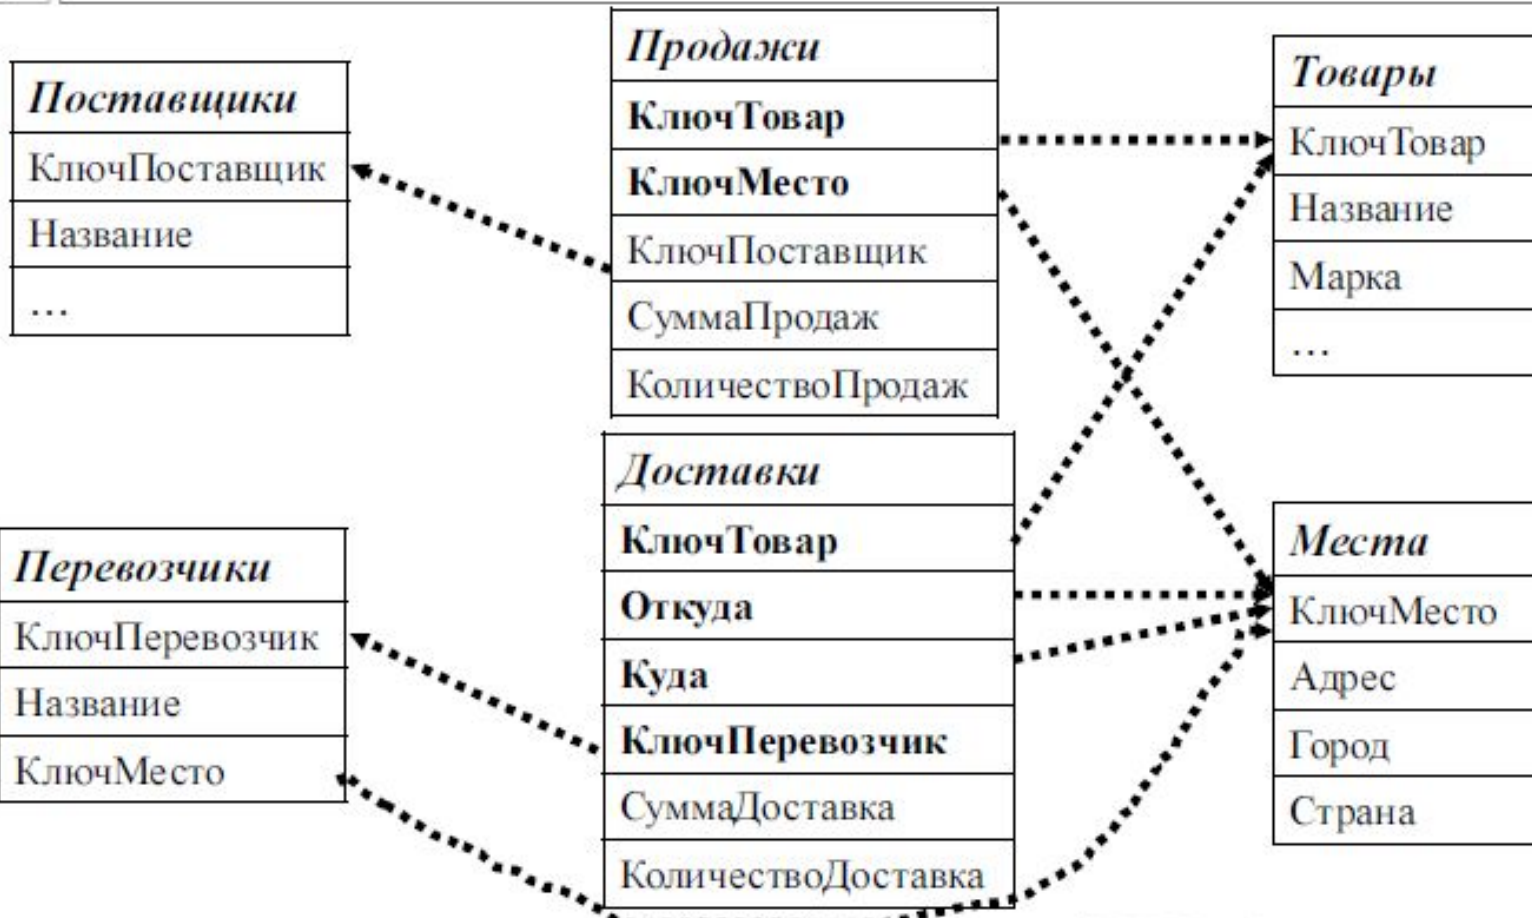 Поставщики
КлючПоставщик
Название
…
Продажи
КлючТовар
КлючМесто
КлючПоставщик
СуммаПродаж
КоличествоПродаж
Товары
КлючТовар
Название
Марка
…
Перевозчики
КлючПеревозчик
Название
КлючМесто
Доставки
КлючТовар
Откуда
Куда
КлючПеревозчик
СуммаДоставка
КоличествоДоставка
Места
КлючМесто
Адрес
Город
Страна